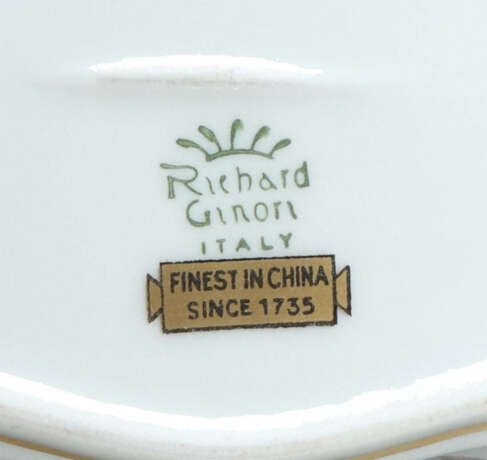 Richard
Ginori
ITALY
FINEST IN CHINA
SINCE 1735